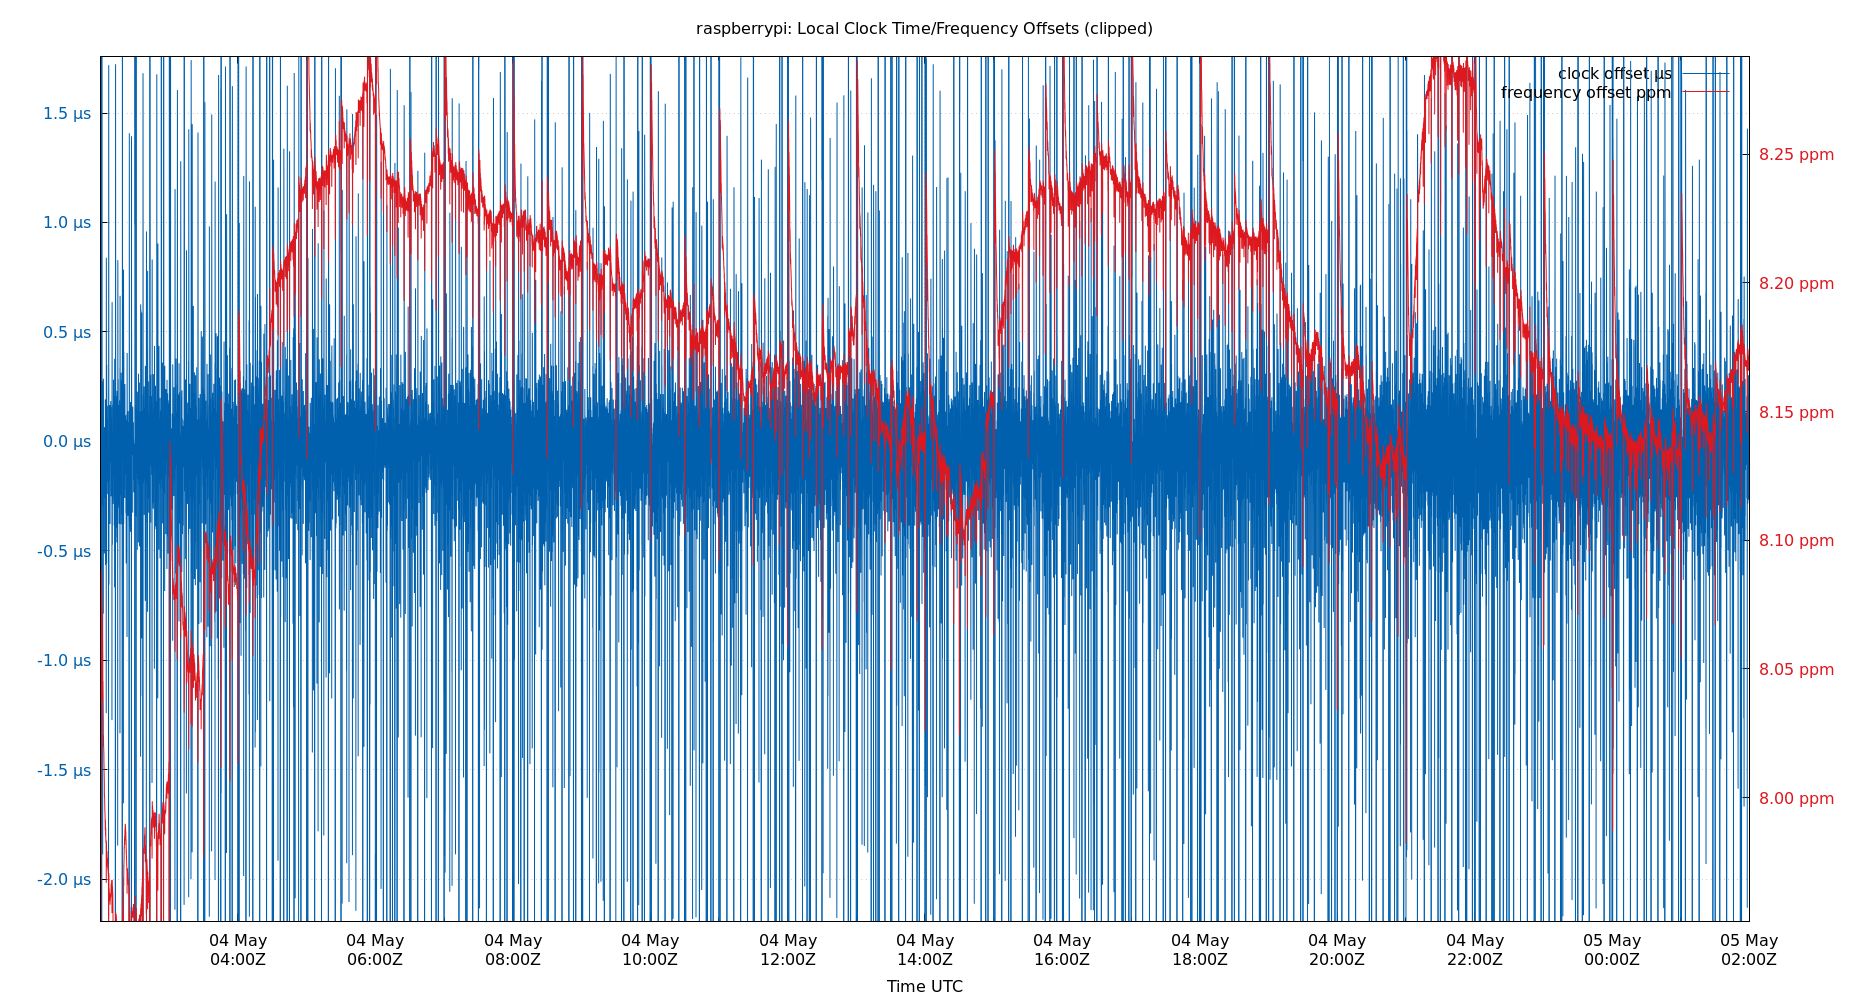 raspberrypi: Local Clock Time/Frequency Offsets (clipped)
clock offset µs
frequency offset ppm
1.5 µs
1.0 µs
0.5 µs
0.0 µs
-0.5 µs
-1.0 µs
-1.5 µs
-2.0 µs
8.25 ppm
8.20 ppm
8.15 ppm
8.10 ppm
8.05 ppm
8.00 ppm
04 May 04 May 04 May 04 May 04 May 04 May 04 May 04 May 04 May 04 May 05 May 05 May
04:00Z 06:00Z 08:00Z 10:00Z 12:00Z 14:00Z 16:00Z 18:00Z 20:00Z 22:00Z 00:00Z 02:00Z
Time UTC